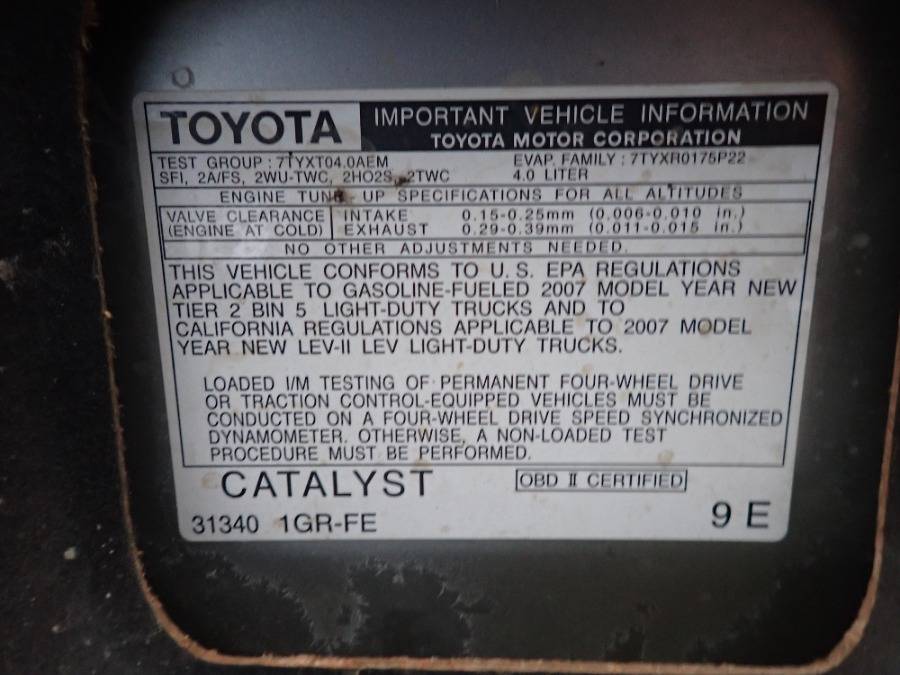 TOYOTA IMPORTANT VEHICLE INFORMATION
TOYOTA MOTOR CORPORATION
TEST GROUP : 7TYXT04.0AEM EVAP. FAMILY : 7TYXR0175P22
SFI, 2A/FS, 2WU-TWC, 2HO2S, 2TWC 4.0 LITER
ENGINE TUNE-UP SPECIFICATIONS FOR ALL ALTITUDES
VALVE CLEARANCE INTAKE 0.15-0.25mm (0.006-0.010 in.)
(ENGINE AT COLD) EXHAUST 0.29-0.39mm (0.011-0.015 in.)
NO OTHER ADJUSTMENTS NEEDED.
THIS VEHICLE CONFORMS TO U.S. EPA REGULATIONS
APPLICABLE TO GASOLINE-FUELED 2007 MODEL YEAR NEW
TIER 2 BIN 5 LIGHT-DUTY TRUCKS AND TO
CALIFORNIA REGULATIONS APPLICABLE TO 2007 MODEL
YEAR NEW LEV-II LEV LIGHT-DUTY TRUCKS.
LOADED I/M TESTING OF PERMANENT FOUR-WHEEL DRIVE
OR TRACTION CONTROL-EQUIPPED VEHICLES MUST BE
CONDUCTED ON A FOUR-WHEEL DRIVE SPEED SYNCHRONIZED
DYNAMOMETER. OTHERWISE, A NON-LOADED TEST
PROCEDURE MUST BE PERFORMED.
CATALYST OBD II CERTIFIED
31340 1GR-FE 9 E